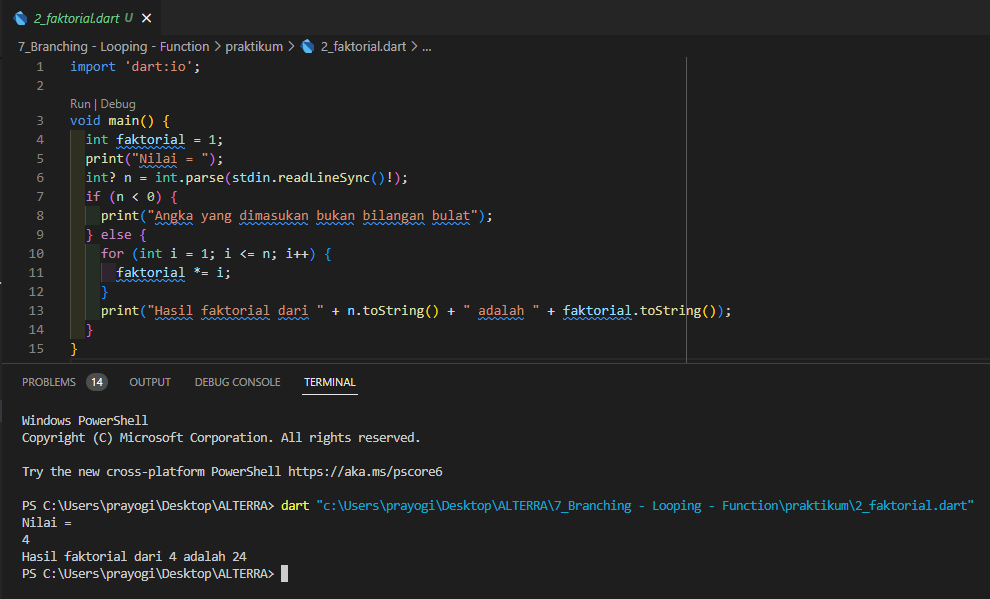 2_faktorial.dart U ×
7_Branching - Looping - Function > praktikum > 2_faktorial.dart > ...
1 import 'dart:io';
2
Run | Debug
3 void main() {
4 int faktorial = 1;
5 print("Nilai = ");
6 int? n = int.parse(stdin.readLineSync()!);
7 if (n < 0) {
8 print("Angka yang dimasukan bukan bilangan bulat");
9 } else {
10 for (int i = 1; i <= n; i++) {
11 faktorial *= i;
12 }
13 print("Hasil faktorial dari " + n.toString() + " adalah " + faktorial.toString());
14 }
15 }
PROBLEMS 14 OUTPUT DEBUG CONSOLE TERMINAL
Windows PowerShell
Copyright (C) Microsoft Corporation. All rights reserved.
Try the new cross-platform PowerShell https://aka.ms/pscore6
PS C:\Users\prayogi\Desktop\ALTERRA> dart "c:\Users\prayogi\Desktop\ALTERRA\7_Branching - Looping - Function\praktikum\2_faktorial.dart"
Nilai =
4
Hasil faktorial dari 4 adalah 24
PS C:\Users\prayogi\Desktop\ALTERRA>